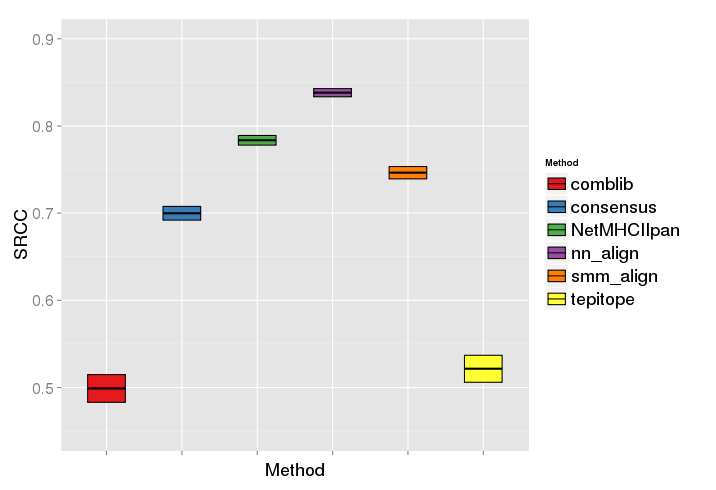 0.9
0.8
0.7
0.6
0.5
SRCC
Method
Method
comblib
consensus
NetMHCIIpan
nn_align
smm_align
tepitope